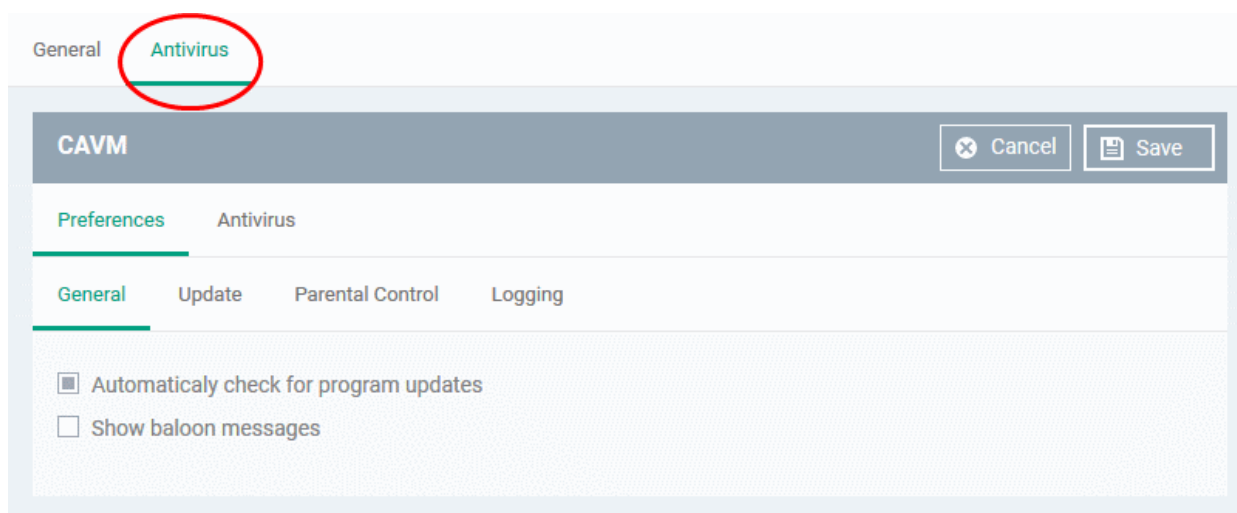 General Antivirus
CAVM Cancel Save
Preferences Antivirus
General Update Parental Control Logging
Automaticaly check for program updates
Show baloon messages